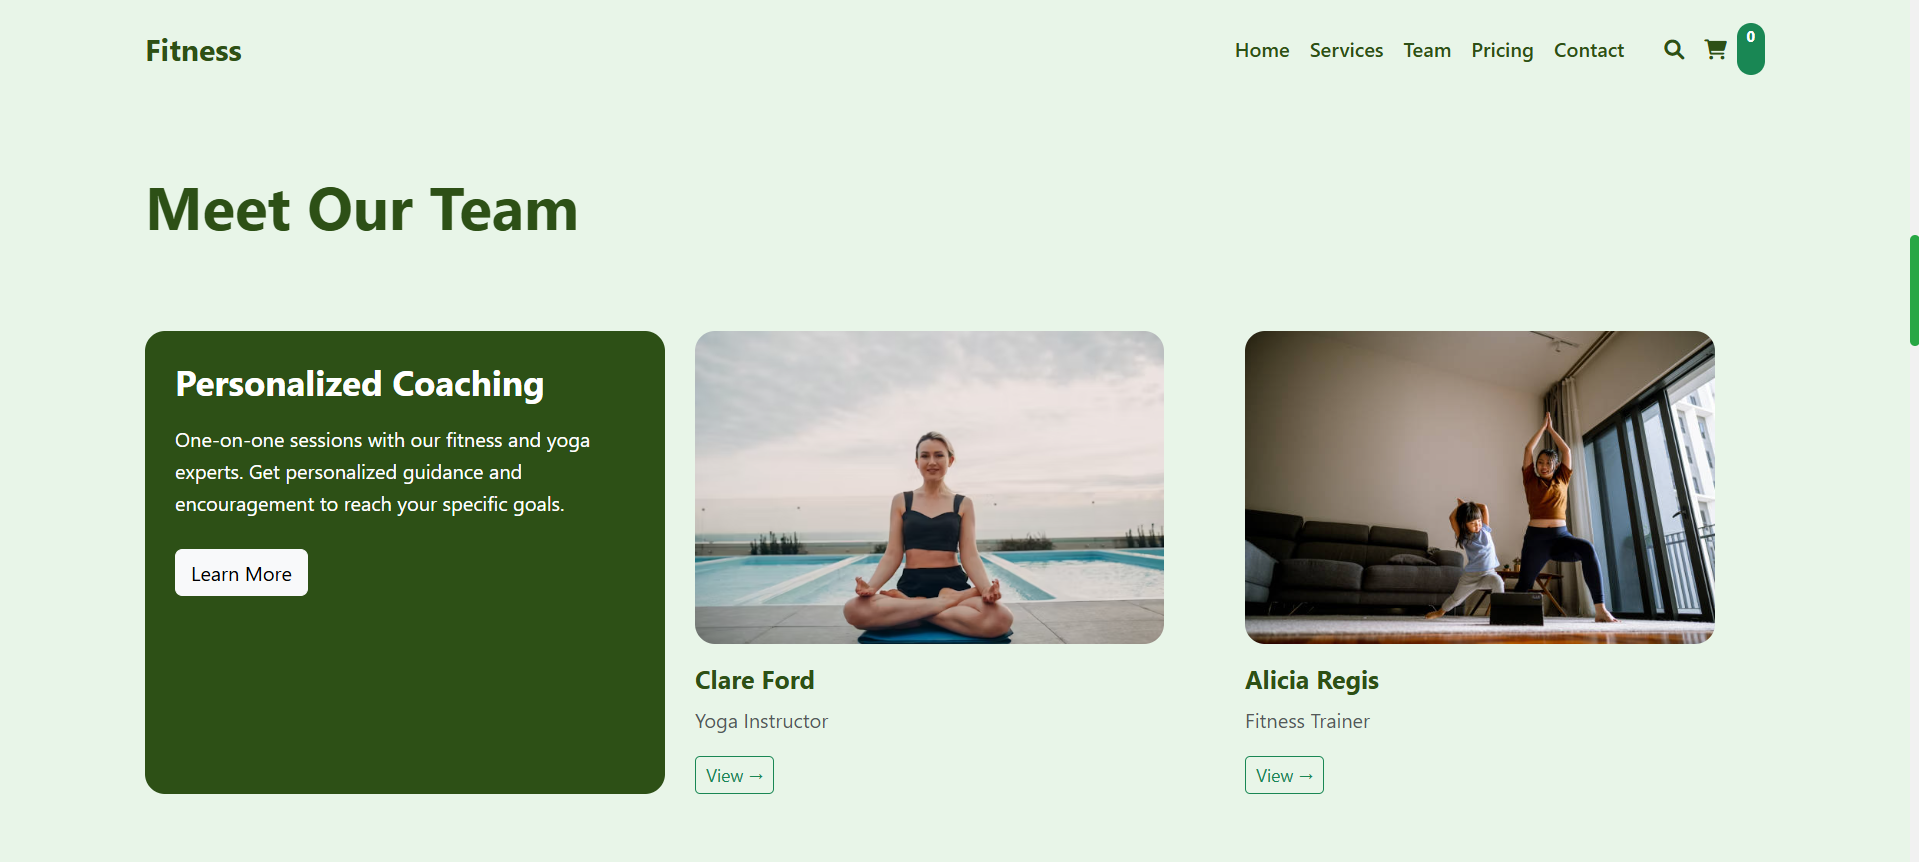 Fitness
Home Services Team Pricing Contact 0
Meet Our Team
Personalized Coaching
One-on-one sessions with our fitness and yoga
experts. Get personalized guidance and
encouragement to reach your specific goals.
Learn More
Clare Ford
Yoga Instructor
View →
Alicia Regis
Fitness Trainer
View →